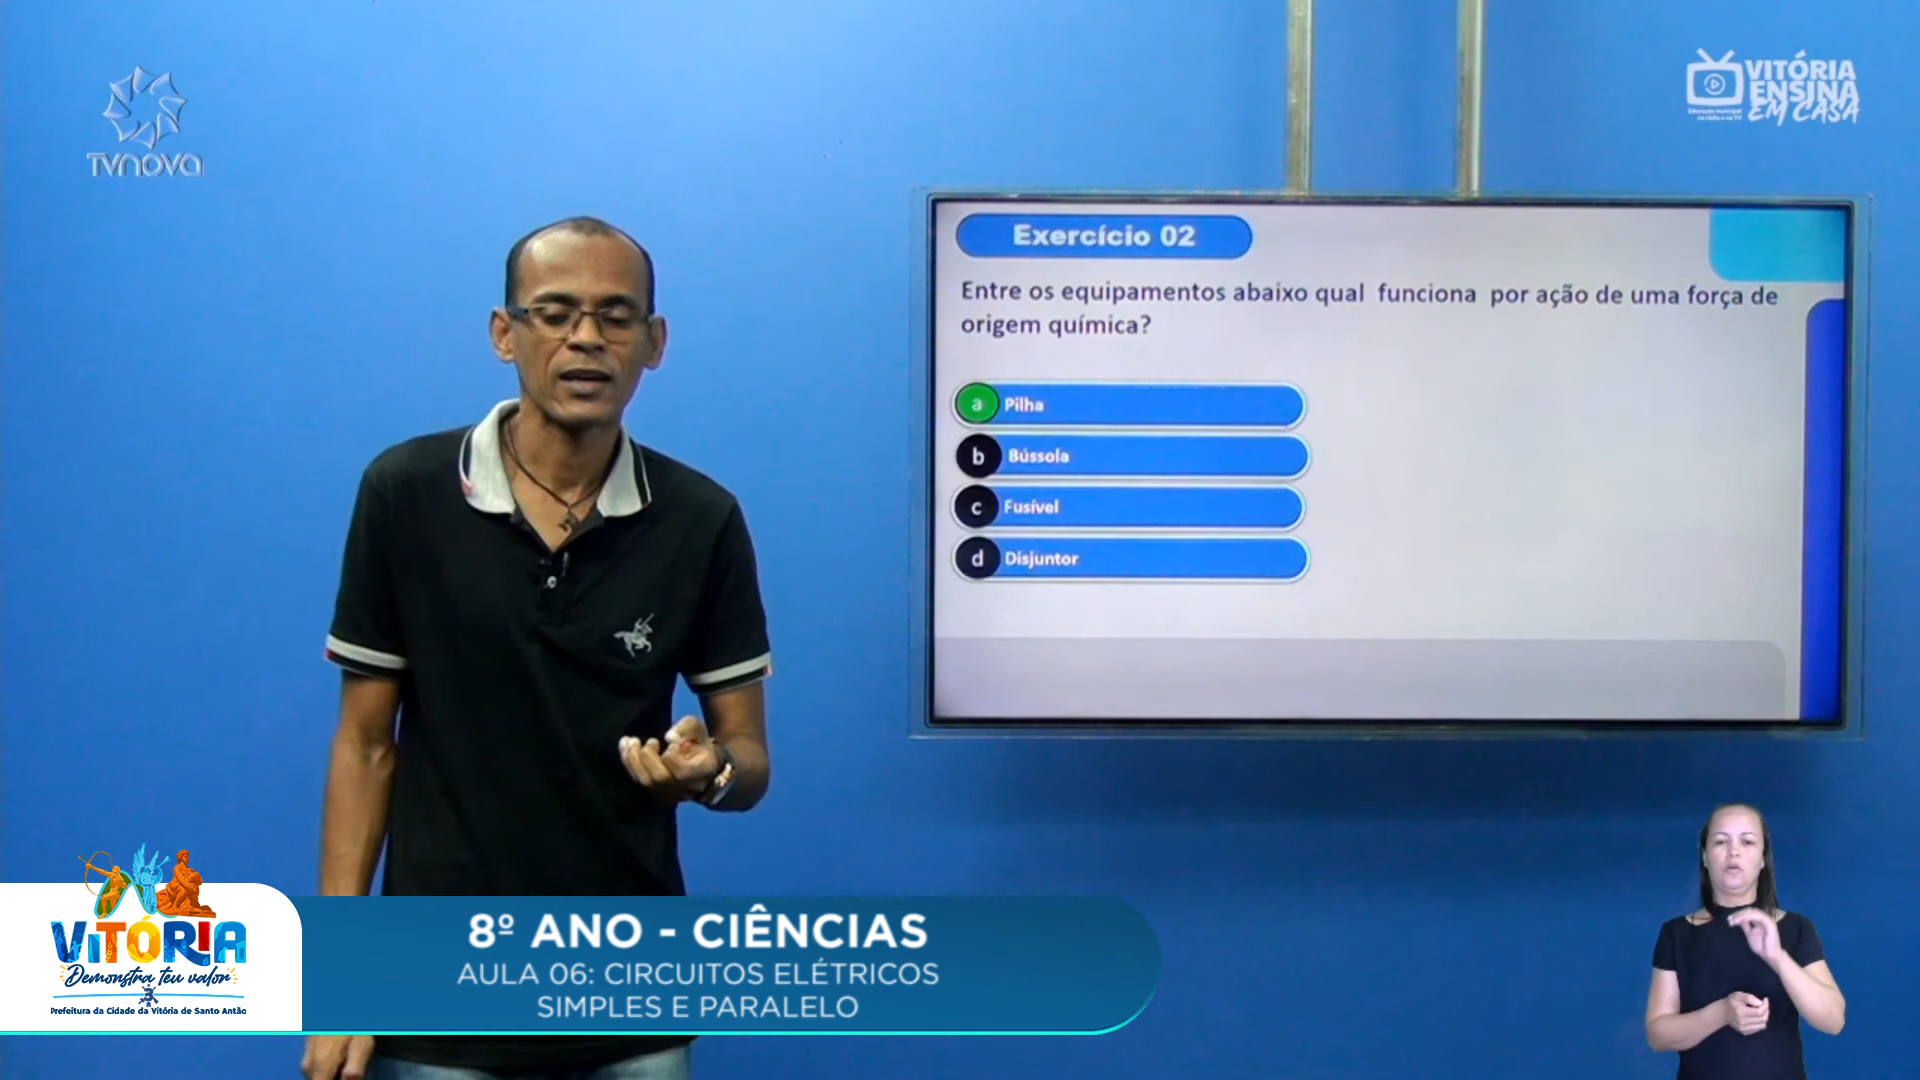 TVNOVA
VITÓRIA
ENSINA
EM CASA
Exercício 02
Entre os equipamentos abaixo qual funciona por ação de uma força de
origem química?
a Pilha
b Bússola
c Fusível
d Disjuntor
VITÓRIA
Demonstra teu valor
Prefeitura da Cidade da Vitória de Santo Antão
8º ANO - CIÊNCIAS
AULA 06: CIRCUITOS ELÉTRICOS
SIMPLES E PARALELO